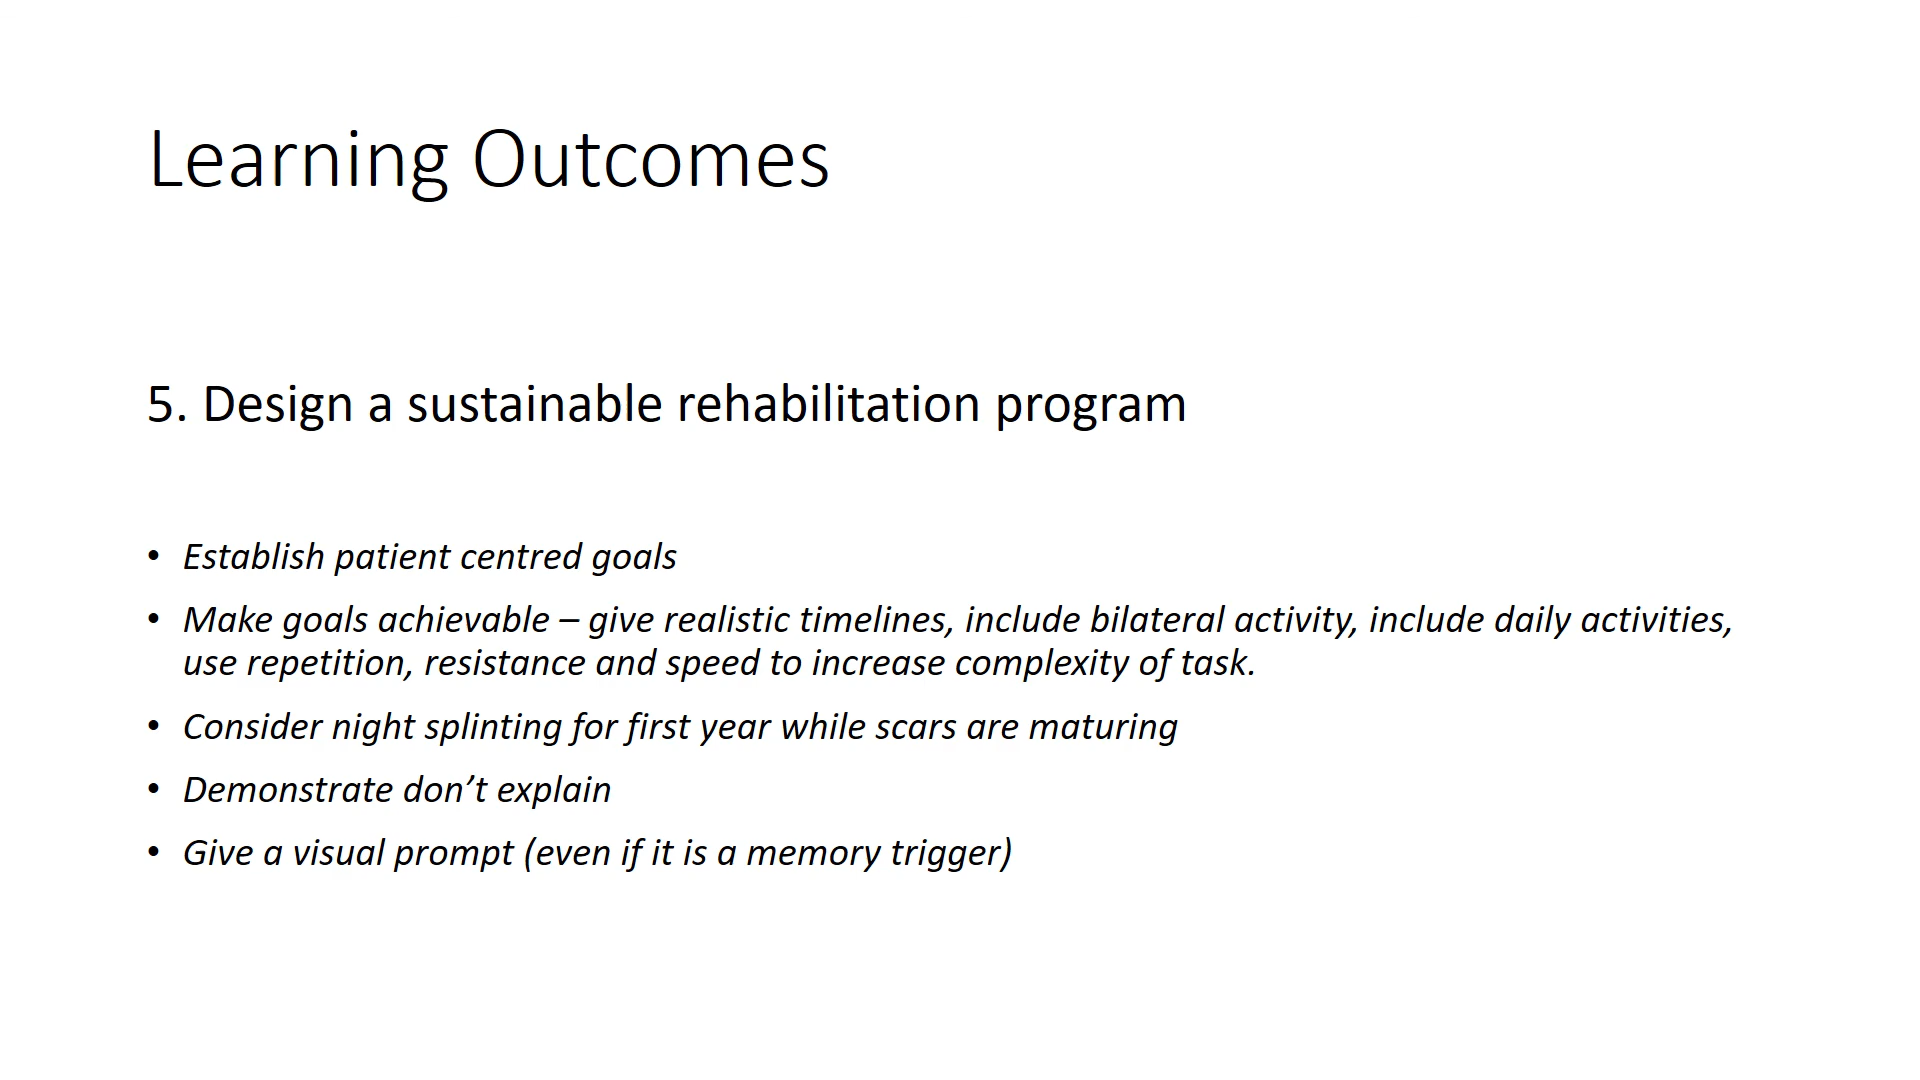 Learning Outcomes
5. Design a sustainable rehabilitation program
• Establish patient centred goals
• Make goals achievable – give realistic timelines, include bilateral activity, include daily activities,
use repetition, resistance and speed to increase complexity of task.
• Consider night splinting for first year while scars are maturing
• Demonstrate don’t explain
• Give a visual prompt (even if it is a memory trigger)